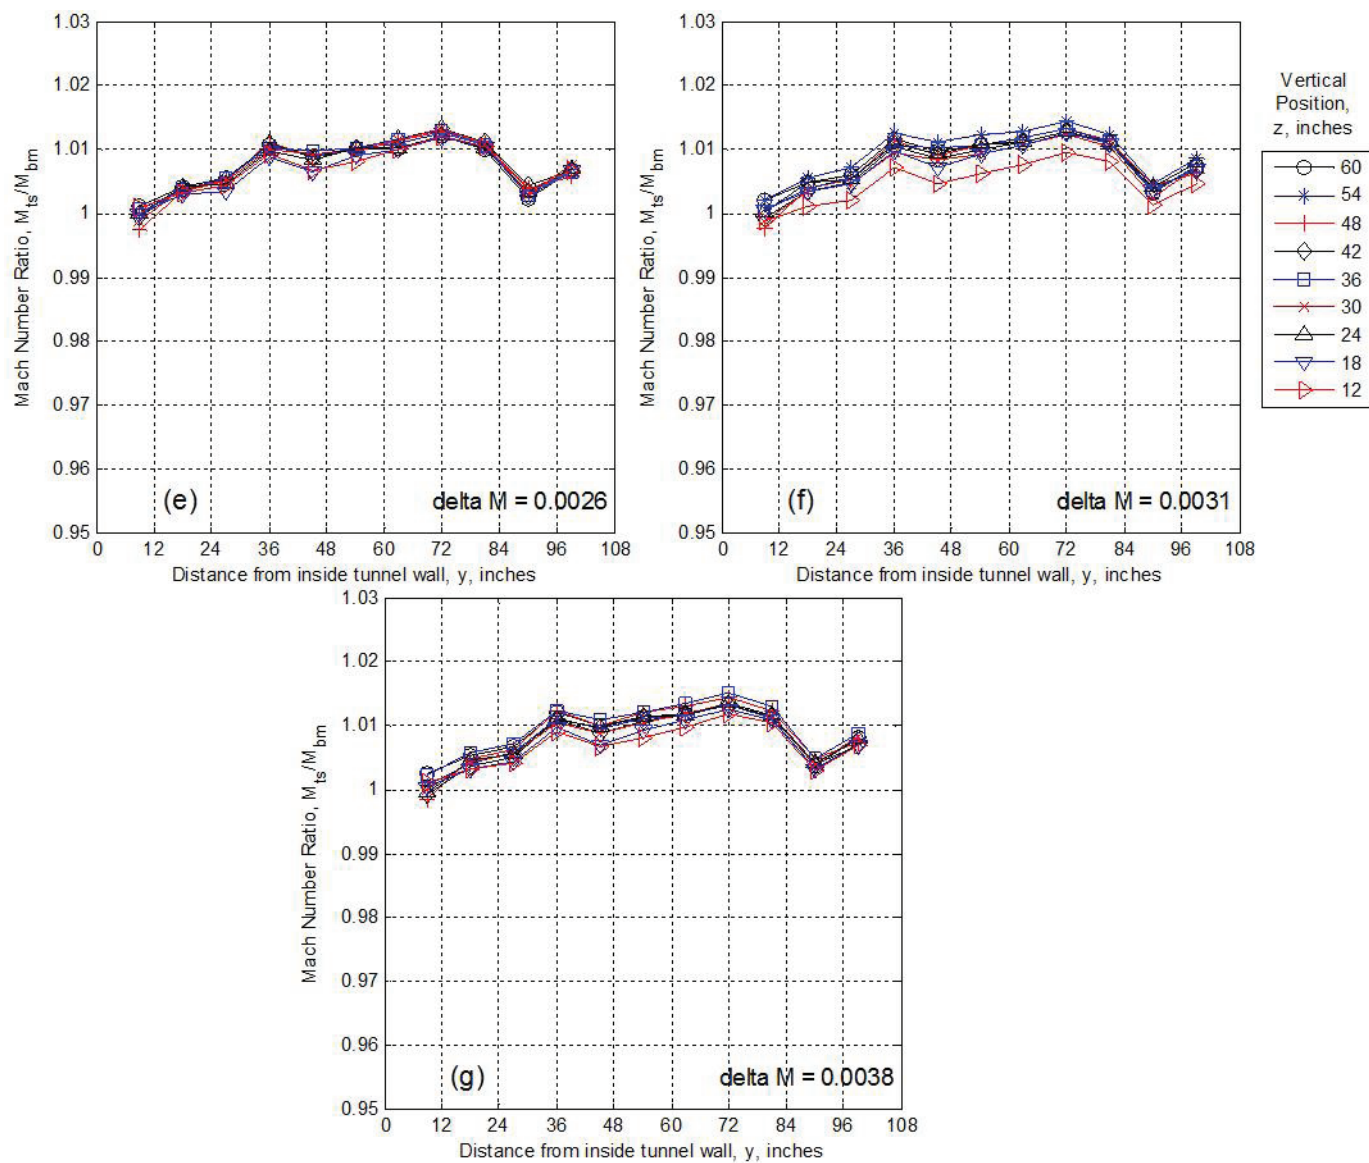 1.03
1.02
1.01
1
0.99
0.98
0.97
0.96
0.95
Mach Number Ratio, M_ts/M_bm
(e)
delta M = 0.0026
0 12 24 36 48 60 72 84 96 108
Distance from inside tunnel wall, y, inches
1.03
1.02
1.01
1
0.99
0.98
0.97
0.96
0.95
Mach Number Ratio, M_ts/M_bm
(f)
delta M = 0.0031
0 12 24 36 48 60 72 84 96 108
Distance from inside tunnel wall, y, inches
Vertical
Position,
z, inches
60
54
48
42
36
30
24
18
12
1.03
1.02
1.01
1
0.99
0.98
0.97
0.96
0.95
Mach Number Ratio, M_ts/M_bm
(g)
delta M = 0.0038
0 12 24 36 48 60 72 84 96 108
Distance from inside tunnel wall, y, inches